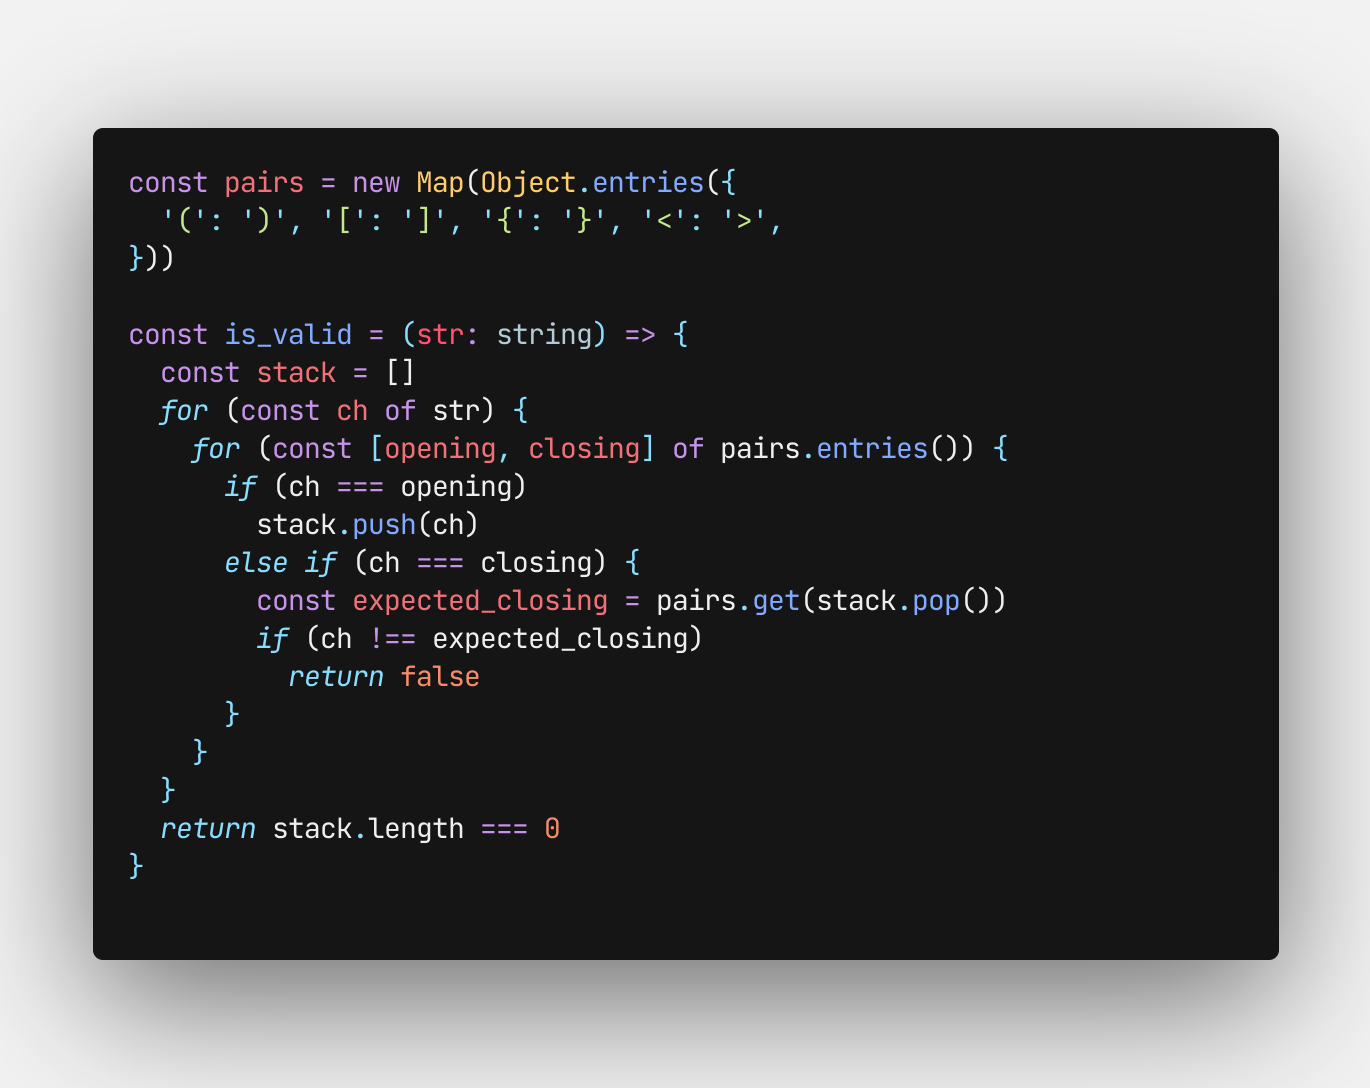 const pairs = new Map(Object.entries({
  '(': ')', '[': ']', '{': '}', '<': '>',
}))

const is_valid = (str: string) => {
  const stack = []
  for (const ch of str) {
    for (const [opening, closing] of pairs.entries()) {
      if (ch === opening)
        stack.push(ch)
      else if (ch === closing) {
        const expected_closing = pairs.get(stack.pop())
        if (ch !== expected_closing)
          return false
      }
    }
  }
  return stack.length === 0
}